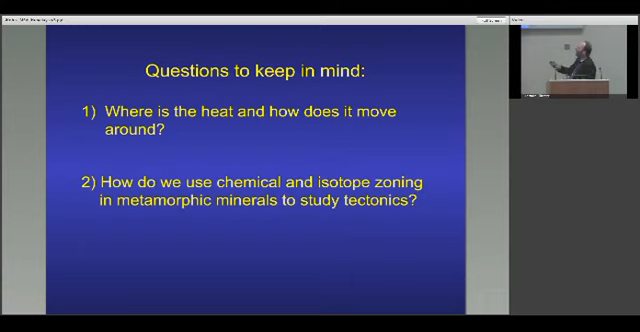 Questions to keep in mind:
1) Where is the heat and how does it move
around?
2) How do we use chemical and isotope zoning
in metamorphic minerals to study tectonics?